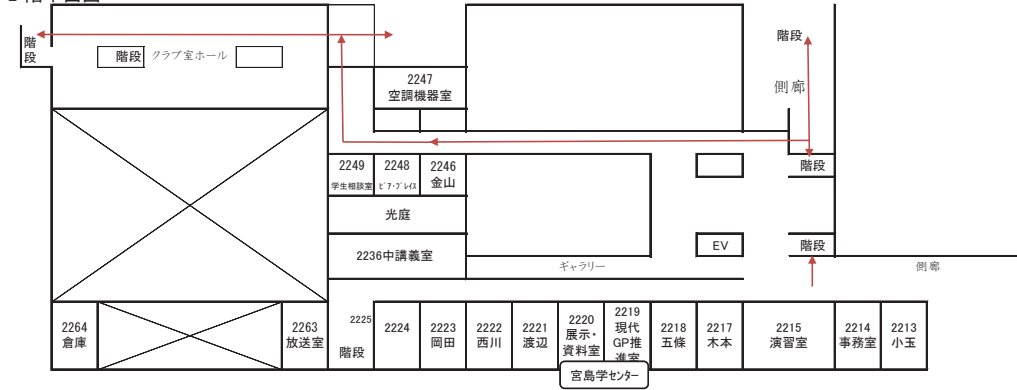 階
段
階段
クラブ室ホール
階段
側廊
2247
空調機器室
2249
学生相談室
2248
ピア・プレイス
2246
金山
階段
光庭
2236中講義室
EV
階段
ギャラリー
側廊
2264
倉庫
2263
放送室
2225
階段
2224
2223
岡田
2222
西川
2221
渡辺
2220
展示・
資料室
2219
現代
GP推
進室
2218
五條
2217
木本
2215
演習室
2214
事務室
2213
小玉
宮島学センター